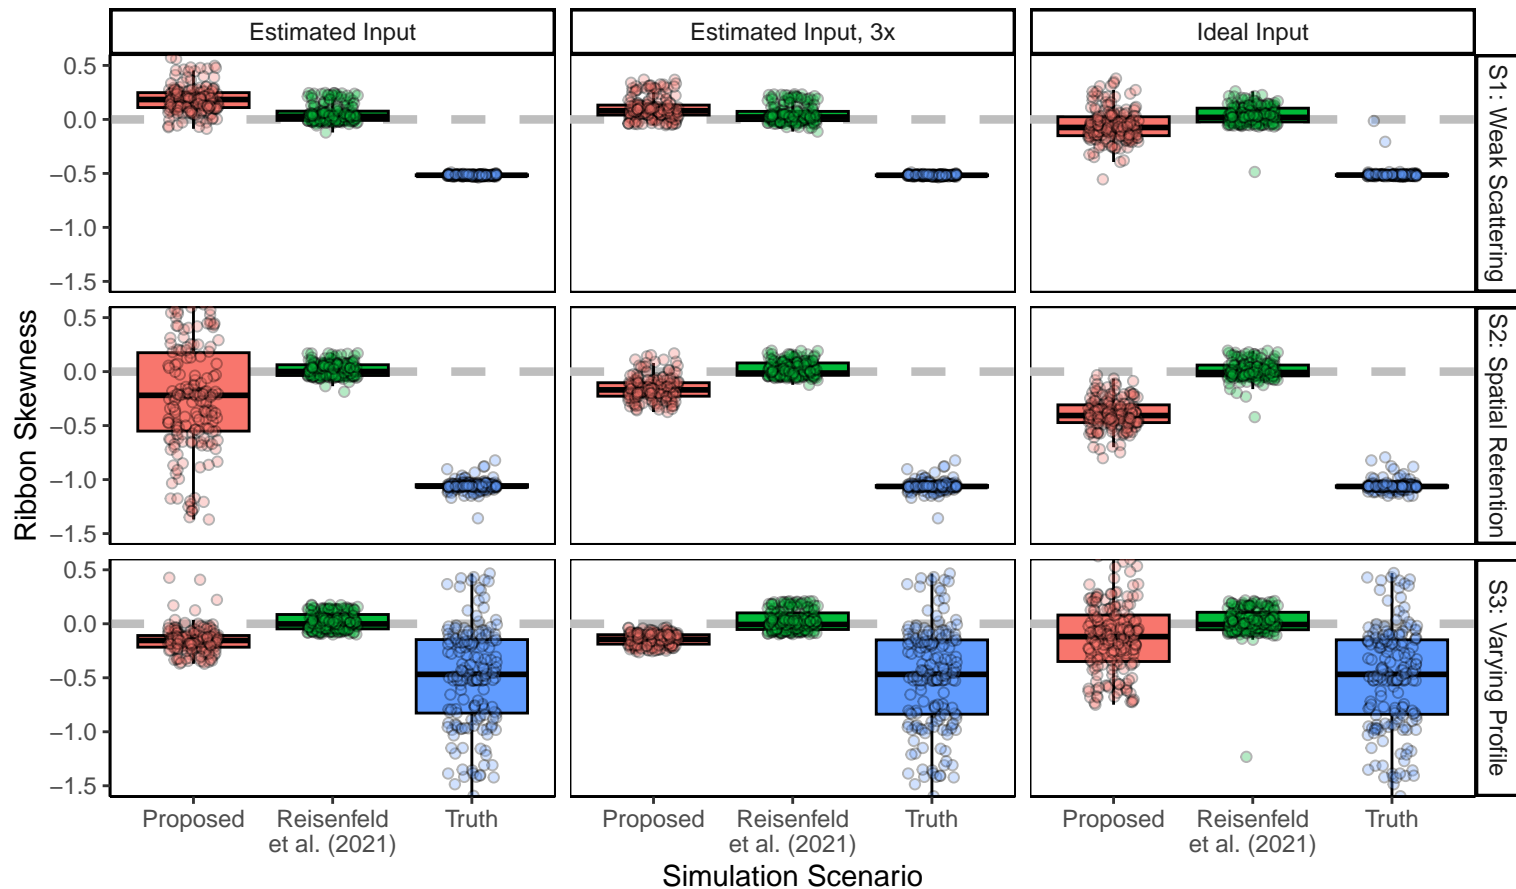 Estimated Input
Estimated Input, 3x
Ideal Input
0.5
0.0
−0.5
−1.0
−1.5
S1: Weak Scattering
0.5
0.0
−0.5
−1.0
−1.5
S2: Spatial Retention
0.5
0.0
−0.5
−1.0
−1.5
S3: Varying Profile
Ribbon Skewness
Proposed
Reisenfeld
et al. (2021)
Truth
Proposed
Reisenfeld
et al. (2021)
Truth
Proposed
Reisenfeld
et al. (2021)
Truth
Simulation Scenario